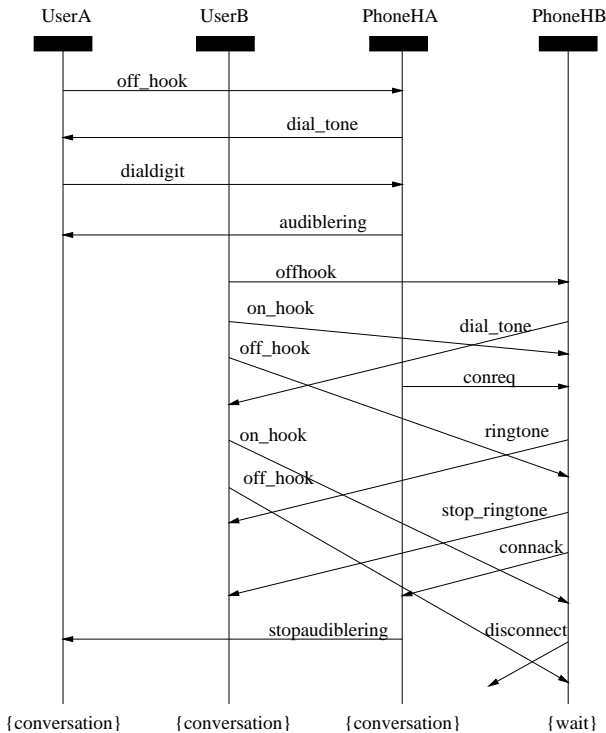 UserA UserB PhoneHA PhoneHB
off_hook
dial_tone
dialdigit
audiblering
offhook
on_hook
dial_tone
off_hook
conreq
on_hook
ringtone
off_hook
stop_ringtone
connack
stopaudiblering
disconnect
{conversation} {conversation} {conversation} {wait}